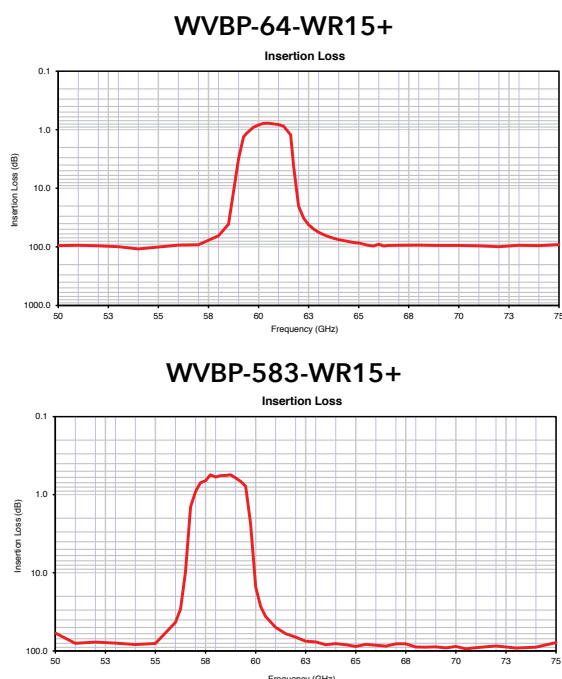 WVBP-64-WR15+
Insertion Loss
0.1
1.0
10.0
100.0
1000.0
Insertion Loss (dB)
50 53 55 58 60 63 65 68 70 73 75
Frequency (GHz)
WVBP-583-WR15+
Insertion Loss
0.1
1.0
10.0
100.0
Insertion Loss (dB)
50 53 55 58 60 63 65 68 70 73 75
Frequency (GHz)